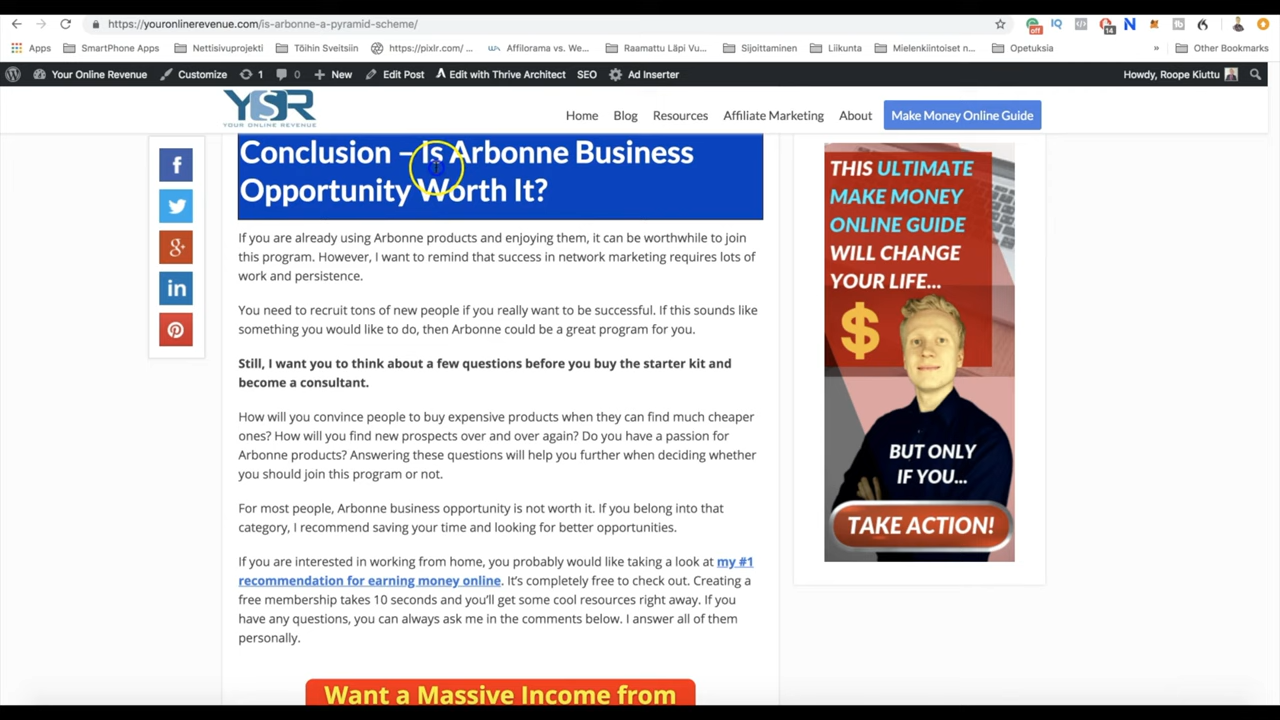 https://youronlinerevenue.com/is-arbonne-a-pyramid-scheme/
off
14
Apps
SmartPhone Apps
Nettisivuprojekti
Töihin Sveitsiin
https://pixlr.com/ ...
Affilorama vs. We...
Raamattu Läpi Vu...
Sijoittaminen
Liikunta
Mielenkiintoiset n...
Opetuksia
»
Other Bookmarks
Your Online Revenue
Customize
1
0
New
Edit Post
Edit with Thrive Architect
SEO
Ad Inserter
Howdy, Roope Kiuttu
YSR
YOUR ONLINE REVENUE
Home
Blog
Resources
Affiliate Marketing
About
Make Money Online Guide
Conclusion – Is Arbonne Business
Opportunity Worth It?
If you are already using Arbonne products and enjoying them, it can be worthwhile to join
this program. However, I want to remind that success in network marketing requires lots of
work and persistence.
You need to recruit tons of new people if you really want to be successful. If this sounds like
something you would like to do, then Arbonne could be a great program for you.
Still, I want you to think about a few questions before you buy the starter kit and
become a consultant.
How will you convince people to buy expensive products when they can find much cheaper
ones? How will you find new prospects over and over again? Do you have a passion for
Arbonne products? Answering these questions will help you further when deciding whether
you should join this program or not.
For most people, Arbonne business opportunity is not worth it. If you belong into that
category, I recommend saving your time and looking for better opportunities.
If you are interested in working from home, you probably would like taking a look at my #1
recommendation for earning money online. It's completely free to check out. Creating a
free membership takes 10 seconds and you'll get some cool resources right away. If you
have any questions, you can always ask me in the comments below. I answer all of them
personally.
Want a Massive Income from
THIS ULTIMATE
MAKE MONEY
ONLINE GUIDE
WILL CHANGE
YOUR LIFE...
$
BUT ONLY
IF YOU...
TAKE ACTION!